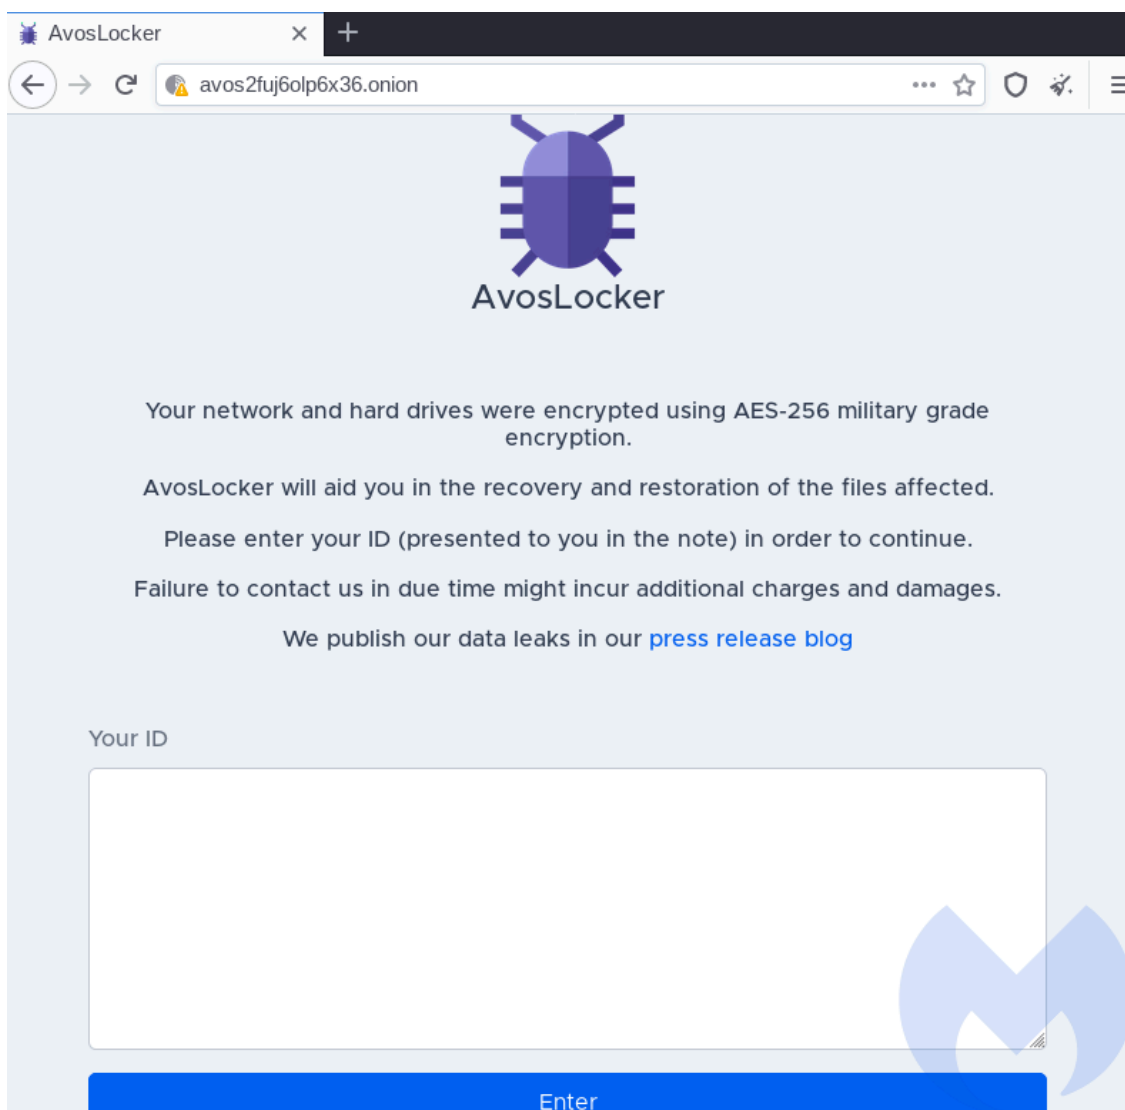 AvosLocker
avos2fuj6olp6x36.onion
AvosLocker
Your network and hard drives were encrypted using AES-256 military grade
encryption.
AvosLocker will aid you in the recovery and restoration of the files affected.
Please enter your ID (presented to you in the note) in order to continue.
Failure to contact us in due time might incur additional charges and damages.
We publish our data leaks in our press release blog
Your ID
Enter